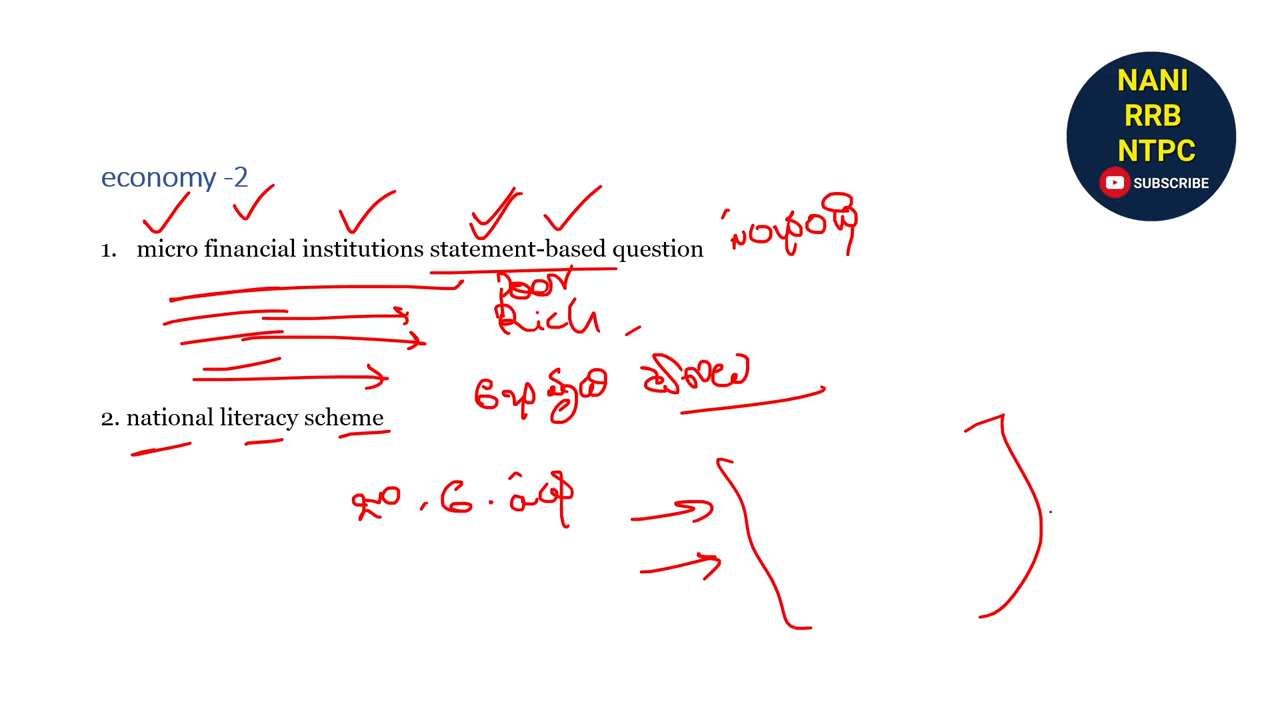 NANI
RRB
NTPC
SUBSCRIBE
economy -2
1. micro financial institutions statement-based question
poor
Rich
2. national literacy scheme